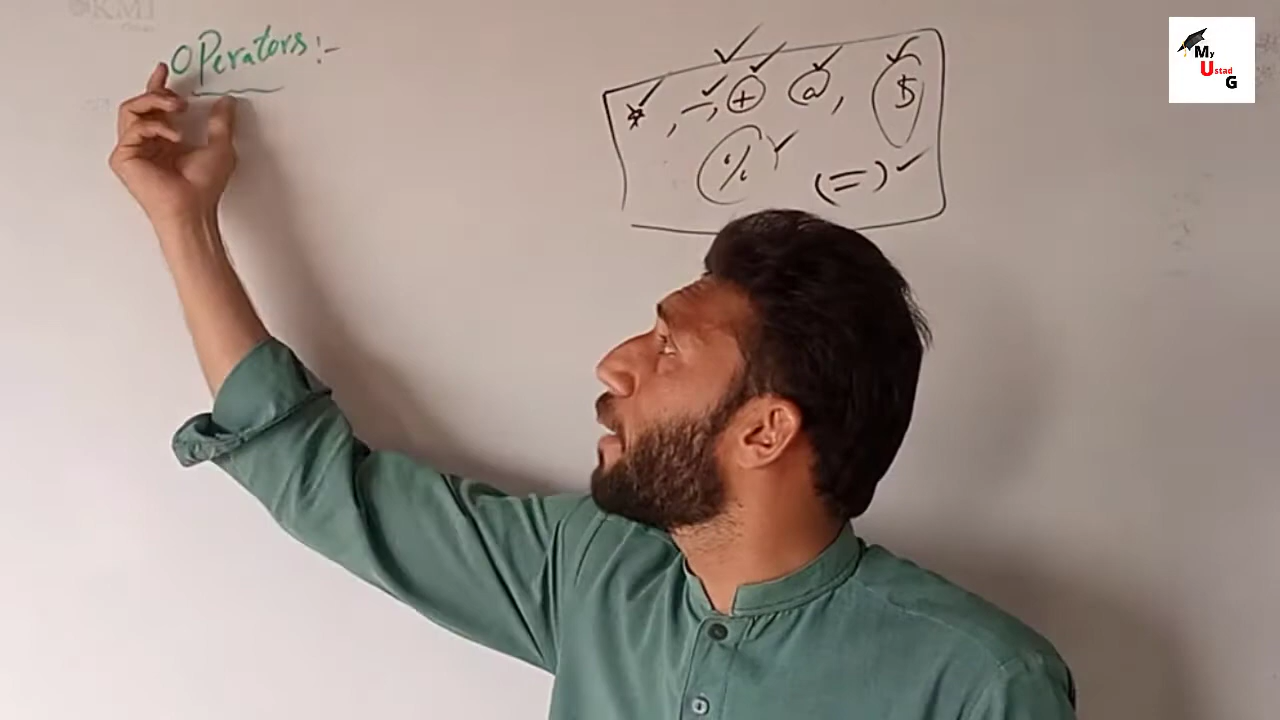 Operators :-
*, -, + @, $
% (=)
My
Ustad
G